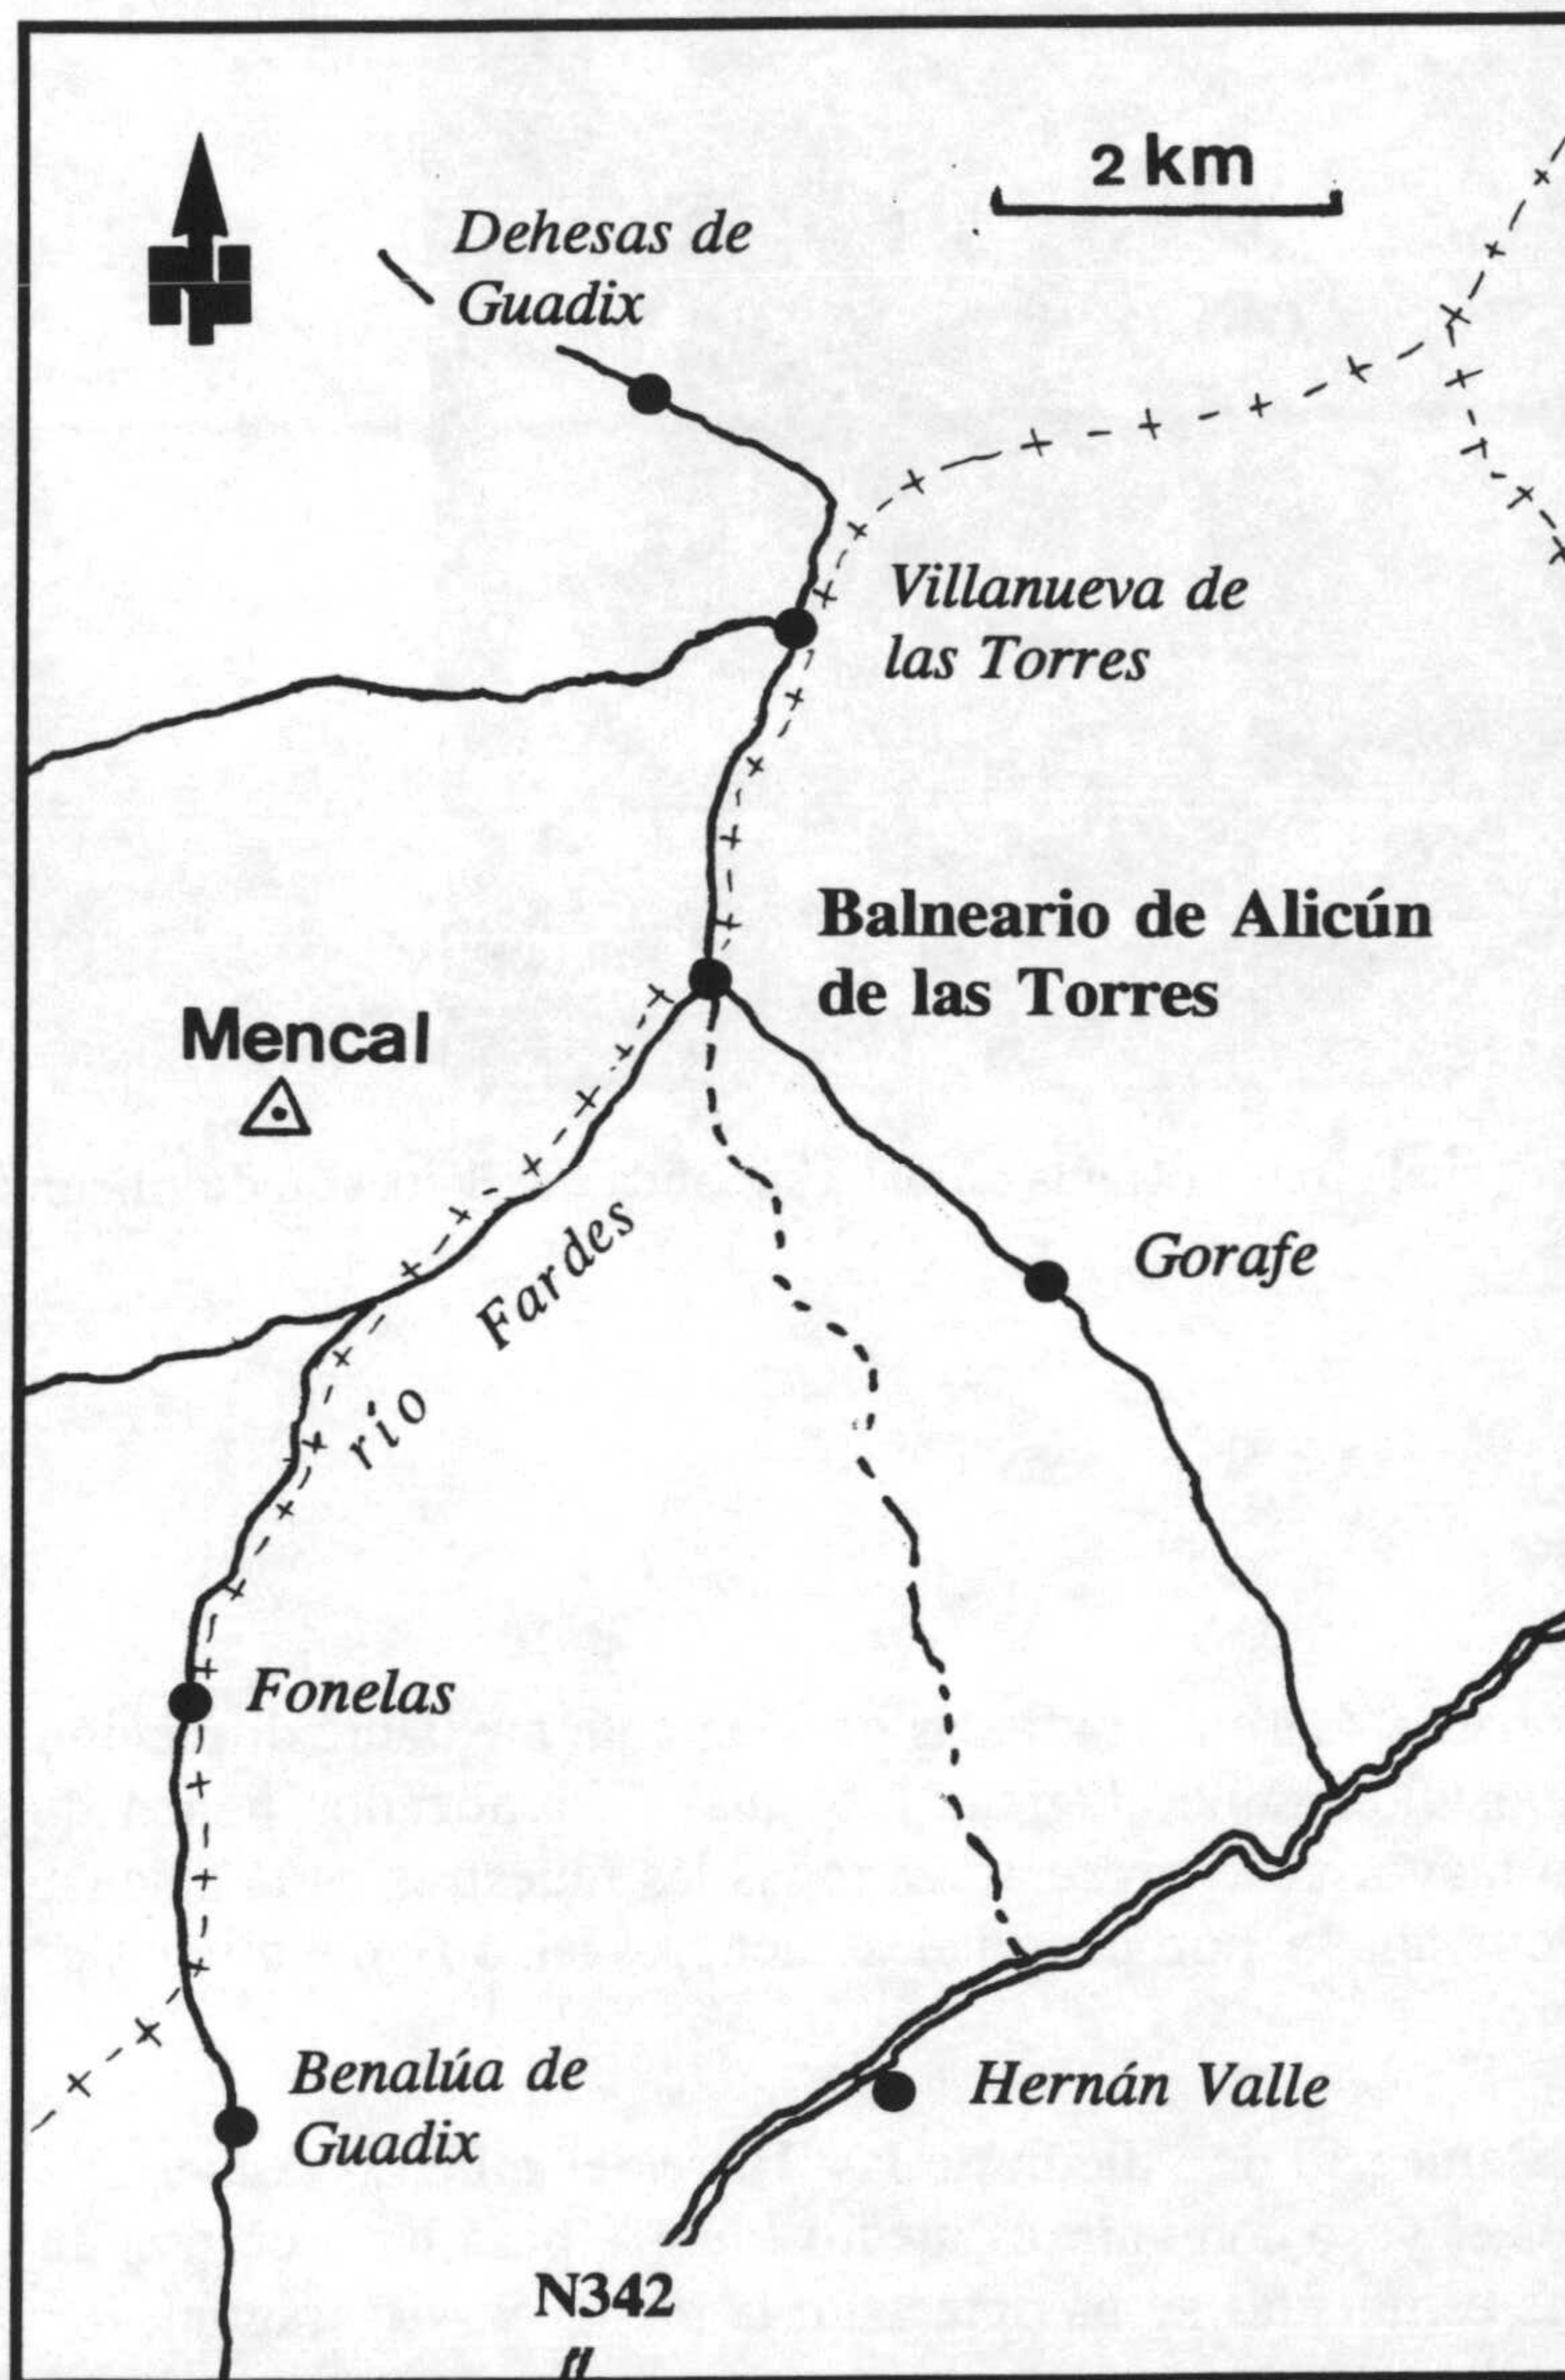 2 km
Dehesas de
Guadix
Villanueva de
las Torres
Balneario de Alicún
de las Torres
Mencal
Gorafe
Fardes
río
Fonelas
Benalúa de
Guadix
Hernán Valle
N342